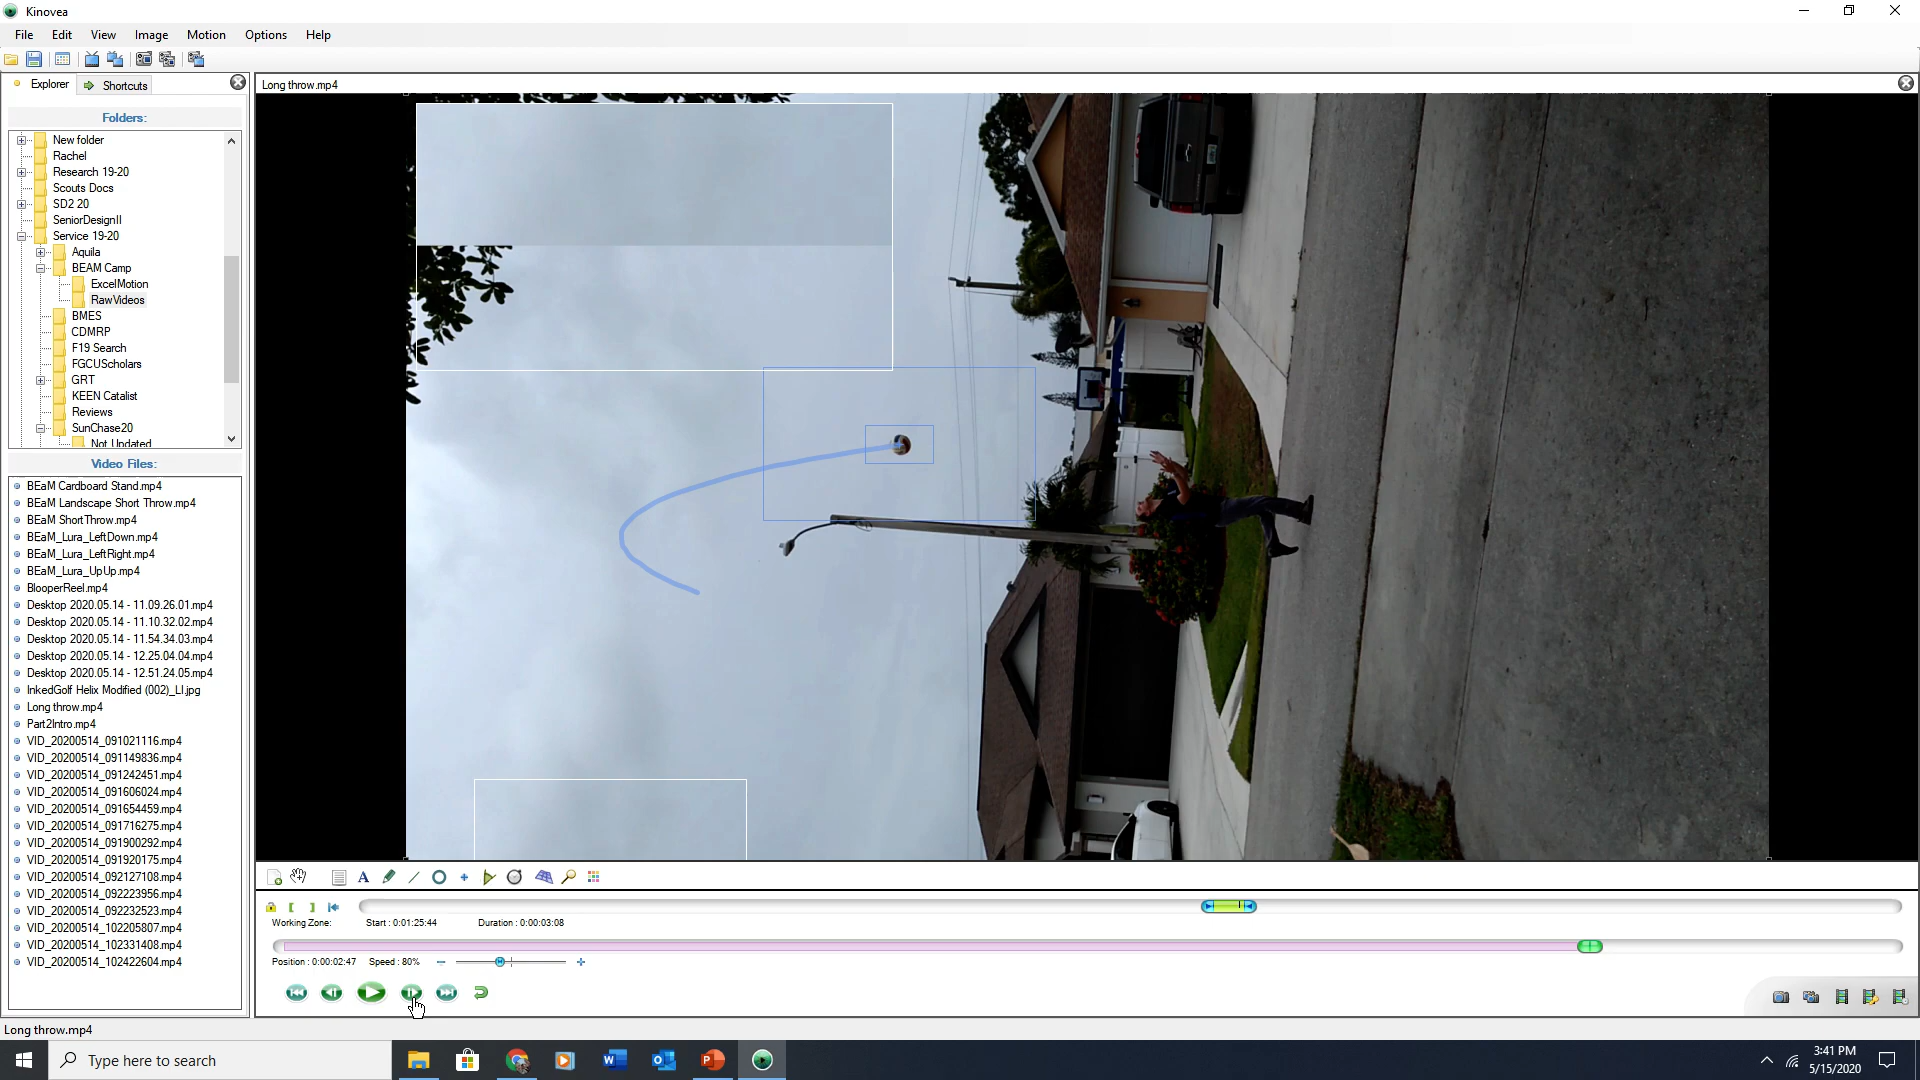 Kinovea
File Edit View Image Motion Options Help
Explorer Shortcuts
Long throw.mp4
Folders:
New folder
Rachel
Research 19-20
Scouts Docs
SD2 20
SeniorDesignII
Service 19-20
Aquila
BEAM Camp
ExcelMotion
RawVideos
BMES
CDMRP
F19 Search
FGCUScholars
GRT
KEEN Catalist
Reviews
SunChase20
Not Updated
Video Files:
BEaM Cardboard Stand.mp4
BEaM Landscape Short Throw.mp4
BEaM ShortThrow.mp4
BEaM_Lura_LeftDown.mp4
BEaM_Lura_LeftRight.mp4
BEaM_Lura_UpUp.mp4
BlooperReel.mp4
Desktop 2020.05.14 - 11.09.26.01.mp4
Desktop 2020.05.14 - 11.10.32.02.mp4
Desktop 2020.05.14 - 11.54.34.03.mp4
Desktop 2020.05.14 - 12.25.04.04.mp4
Desktop 2020.05.14 - 12.51.24.05.mp4
InkedGolf Helix Modified (002)_LI.jpg
Long throw.mp4
Part2Intro.mp4
VID_20200514_091021116.mp4
VID_20200514_091149836.mp4
VID_20200514_091242451.mp4
VID_20200514_091606024.mp4
VID_20200514_091654459.mp4
VID_20200514_091716275.mp4
VID_20200514_091900292.mp4
VID_20200514_091920175.mp4
VID_20200514_092127108.mp4
VID_20200514_092223956.mp4
VID_20200514_092232523.mp4
VID_20200514_102205807.mp4
VID_20200514_102331408.mp4
VID_20200514_102422604.mp4
Working Zone: Start : 0:01:25:44 Duration : 0:00:03:08
Position : 0:00:02:47 Speed : 80%
Long throw.mp4
Type here to search
3:41 PM
5/15/2020